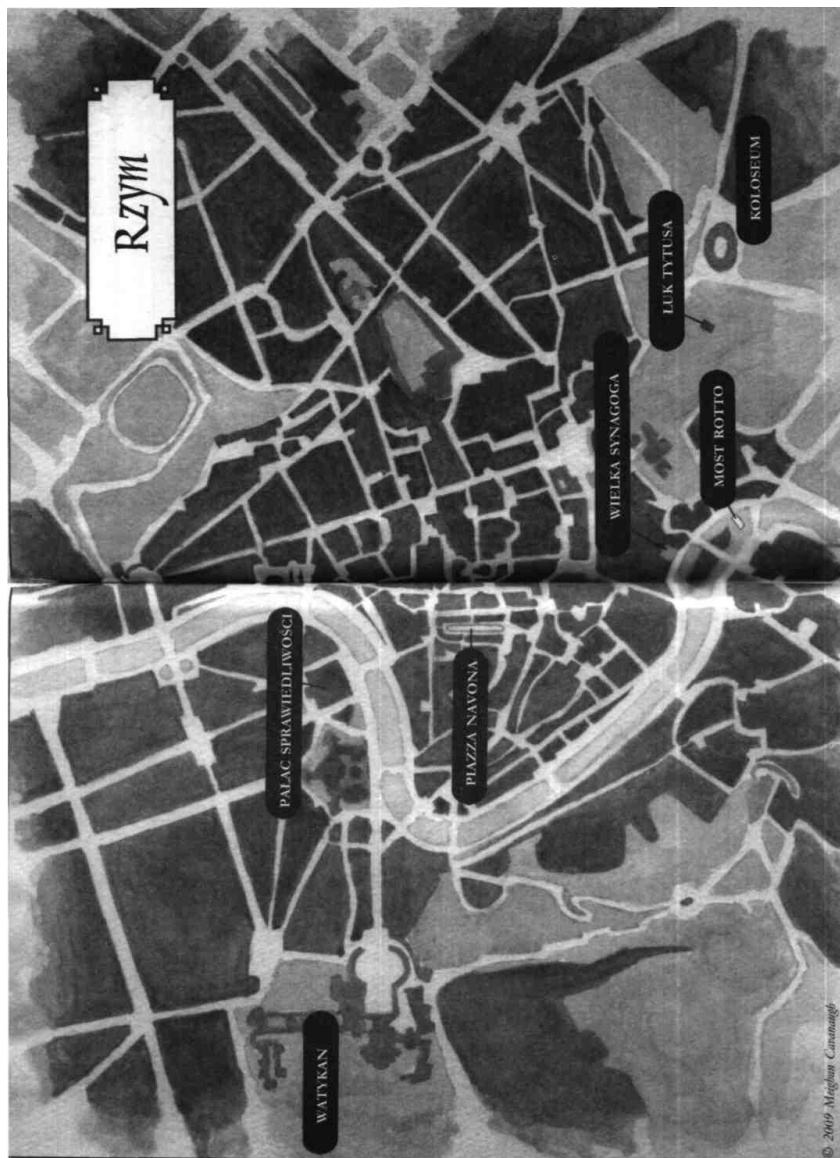 Rzym
WATYKAN
PAŁAC SPRAWIEDLIWOŚCI
PIAZZA NAVONA
WIELKA SYNAGOGA
MOST ROTTO
ŁUK TYTUSA
KOLOSEUM
© 2009 Meghan Cavanaugh